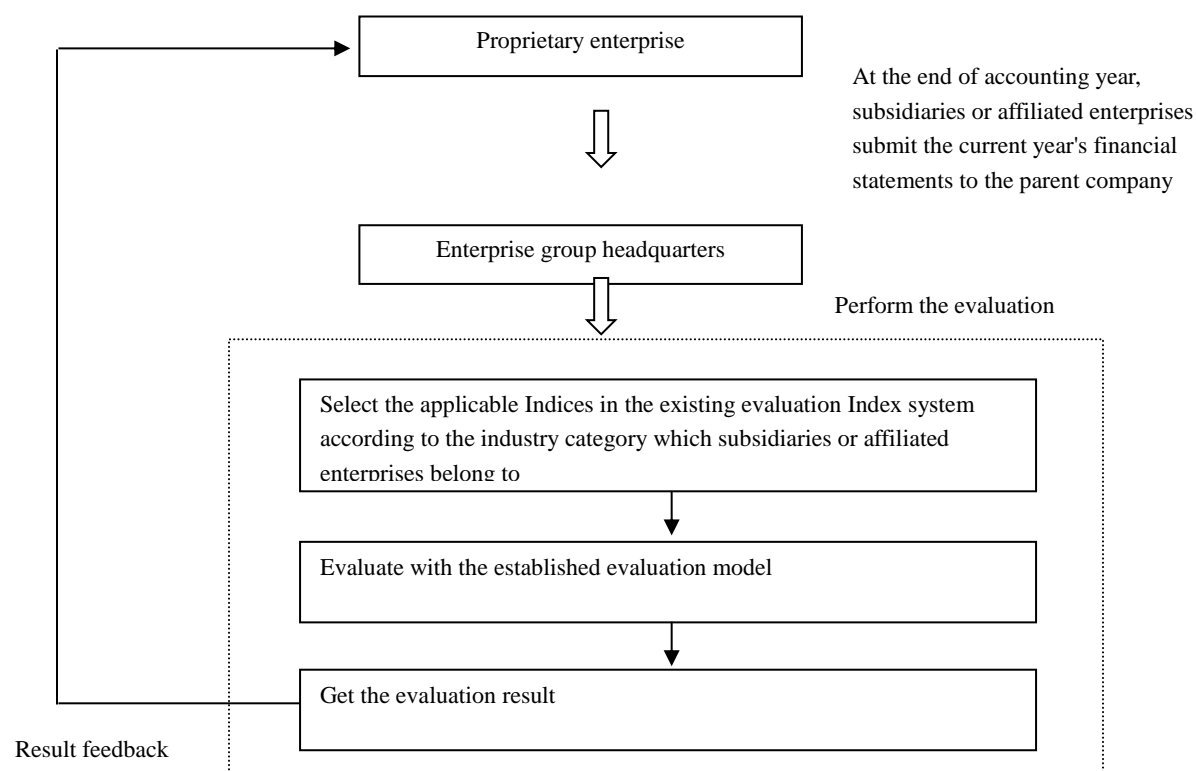 Proprietary enterprise
At the end of accounting year,
subsidiaries or affiliated enterprises
submit the current year's financial
statements to the parent company
Enterprise group headquarters
Perform the evaluation
Select the applicable Indices in the existing evaluation Index system
according to the industry category which subsidiaries or affiliated
enterprises belong to
Evaluate with the established evaluation model
Get the evaluation result
Result feedback